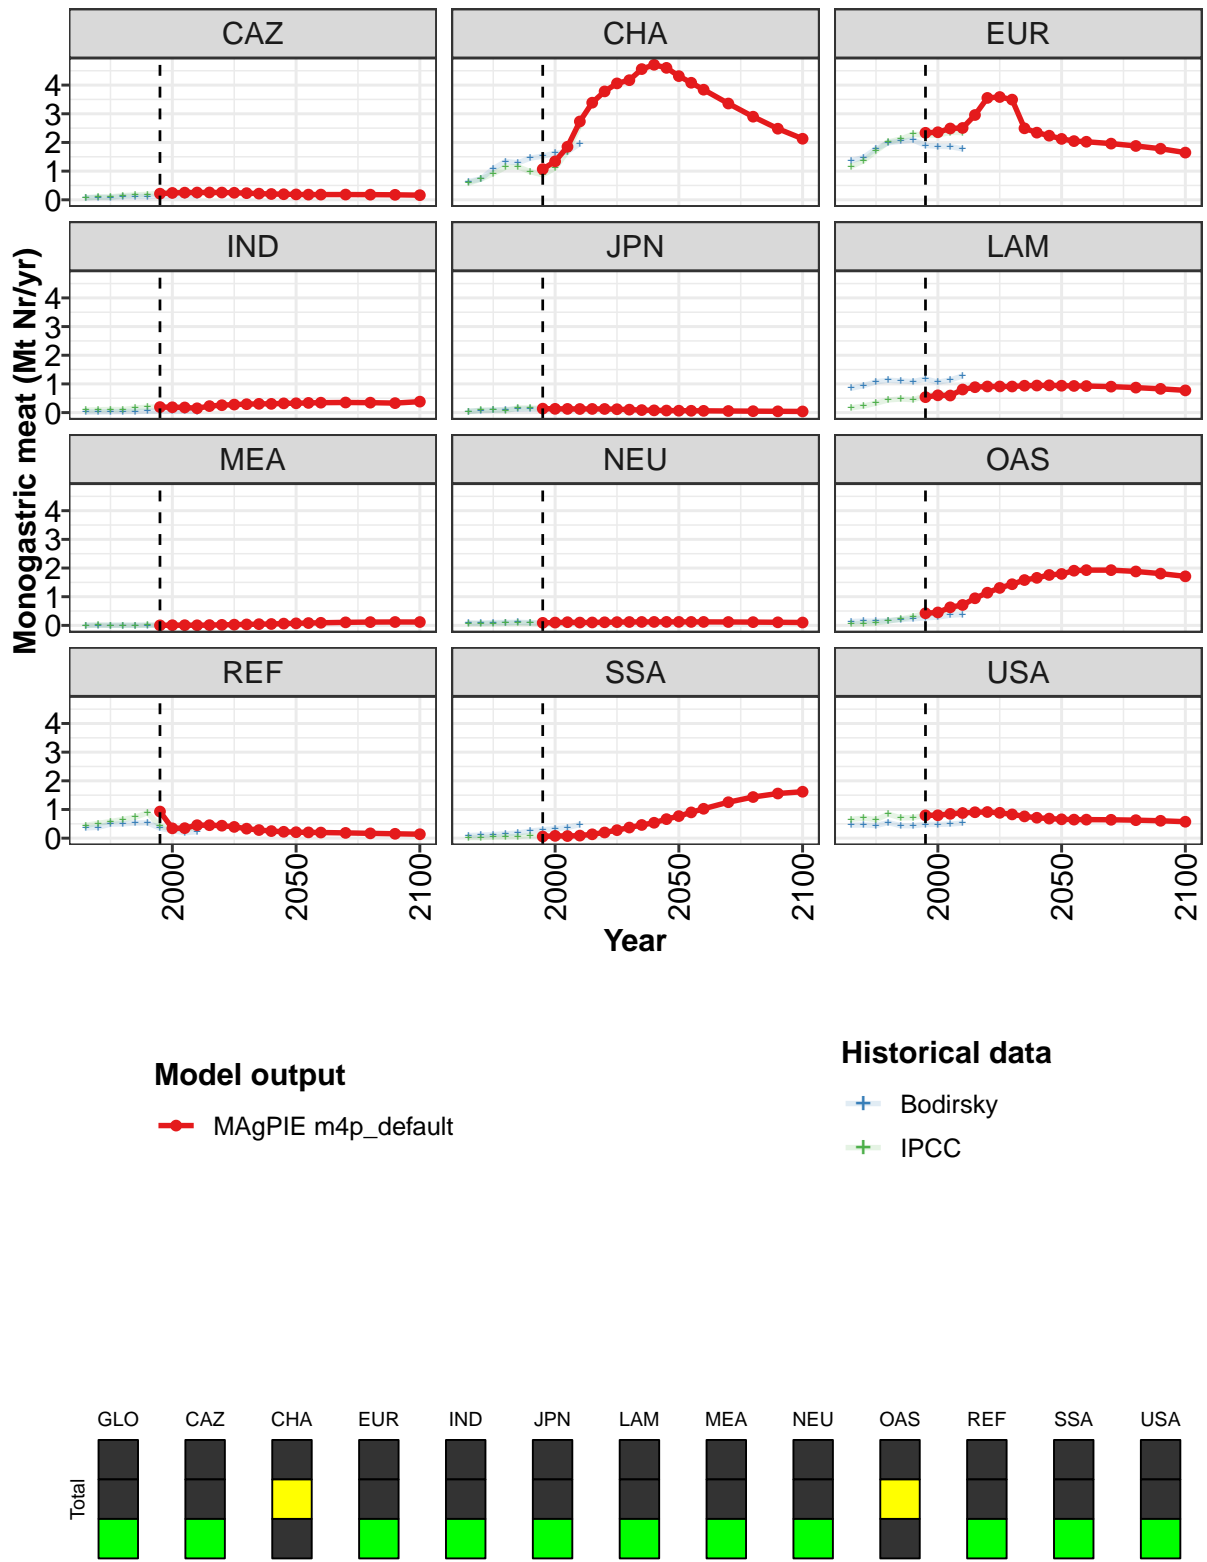 CAZ CHA EUR
4
3
2
1
0
IND JPN LAM
4
3
2
1
0
Monogastric meat (Mt Nr/yr)
MEA NEU OAS
4
3
2
1
0
REF SSA USA
4
3
2
1
0
2000 2050 2100 2000 2050 2100 2000 2050 2100
Year
Model output
MAgPIE m4p_default
Historical data
Bodirsky
IPCC
GLO CAZ CHA EUR IND JPN LAM MEA NEU OAS REF SSA USA
Total